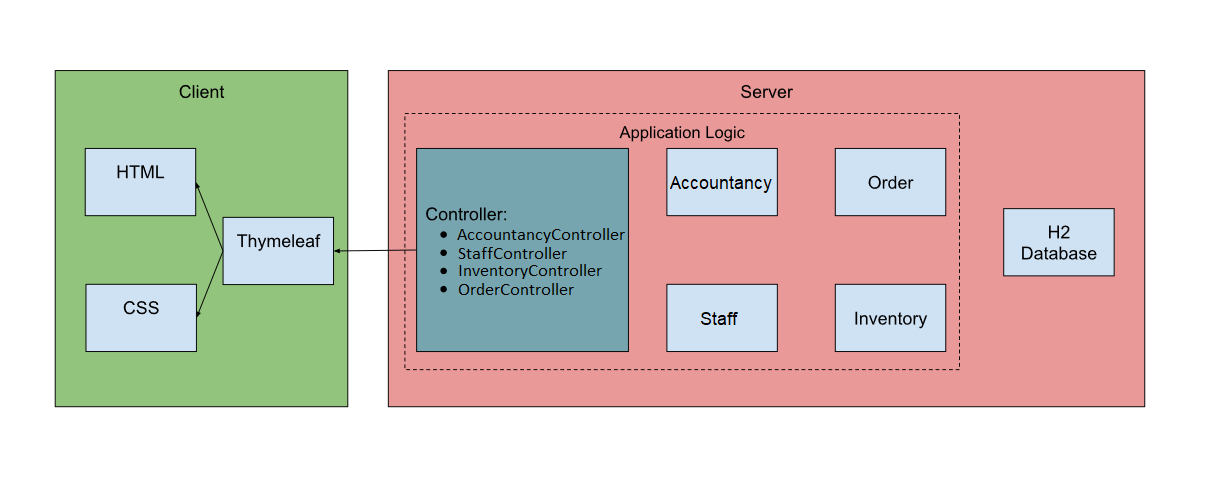 Client
HTML
Thymeleaf
CSS
Server
Application Logic
Controller:
• AccountancyController
• StaffController
• InventoryController
• OrderController
Accountancy
Order
Staff
Inventory
H2
Database